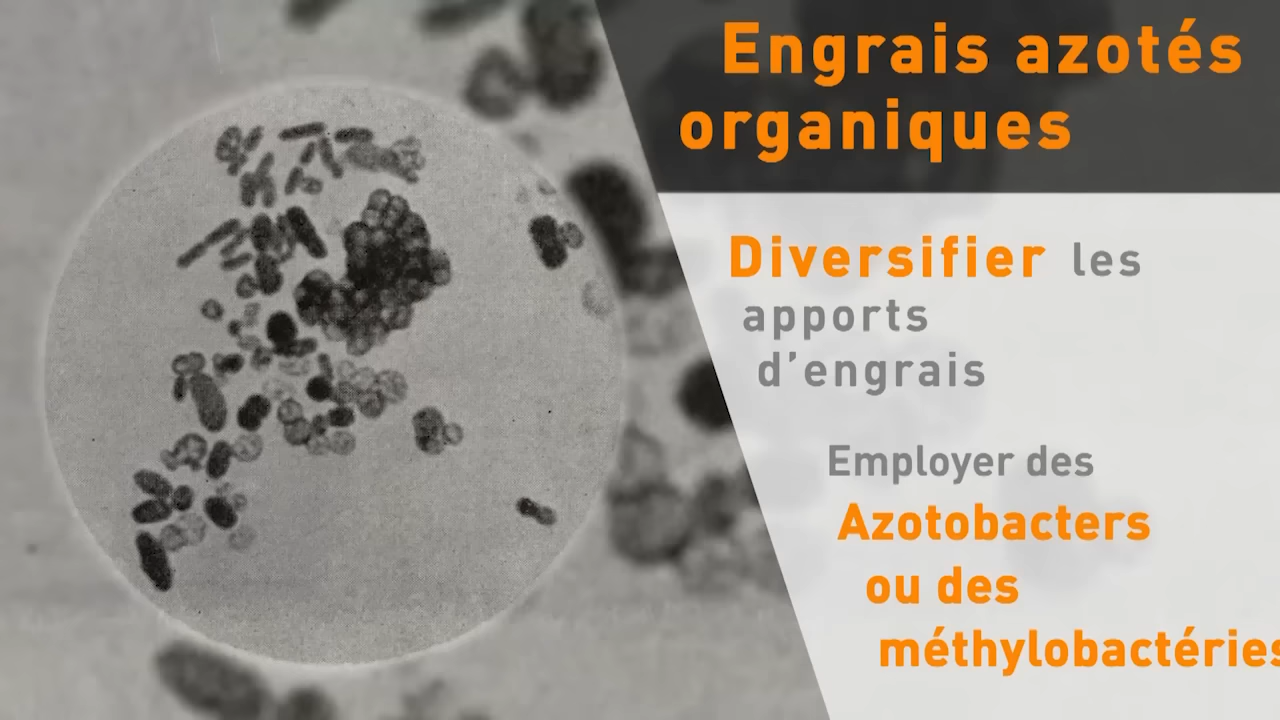 Engrais azotés
organiques
Diversifier les
apports
d’engrais
Employer des
Azotobacters
ou des
méthylobactéries